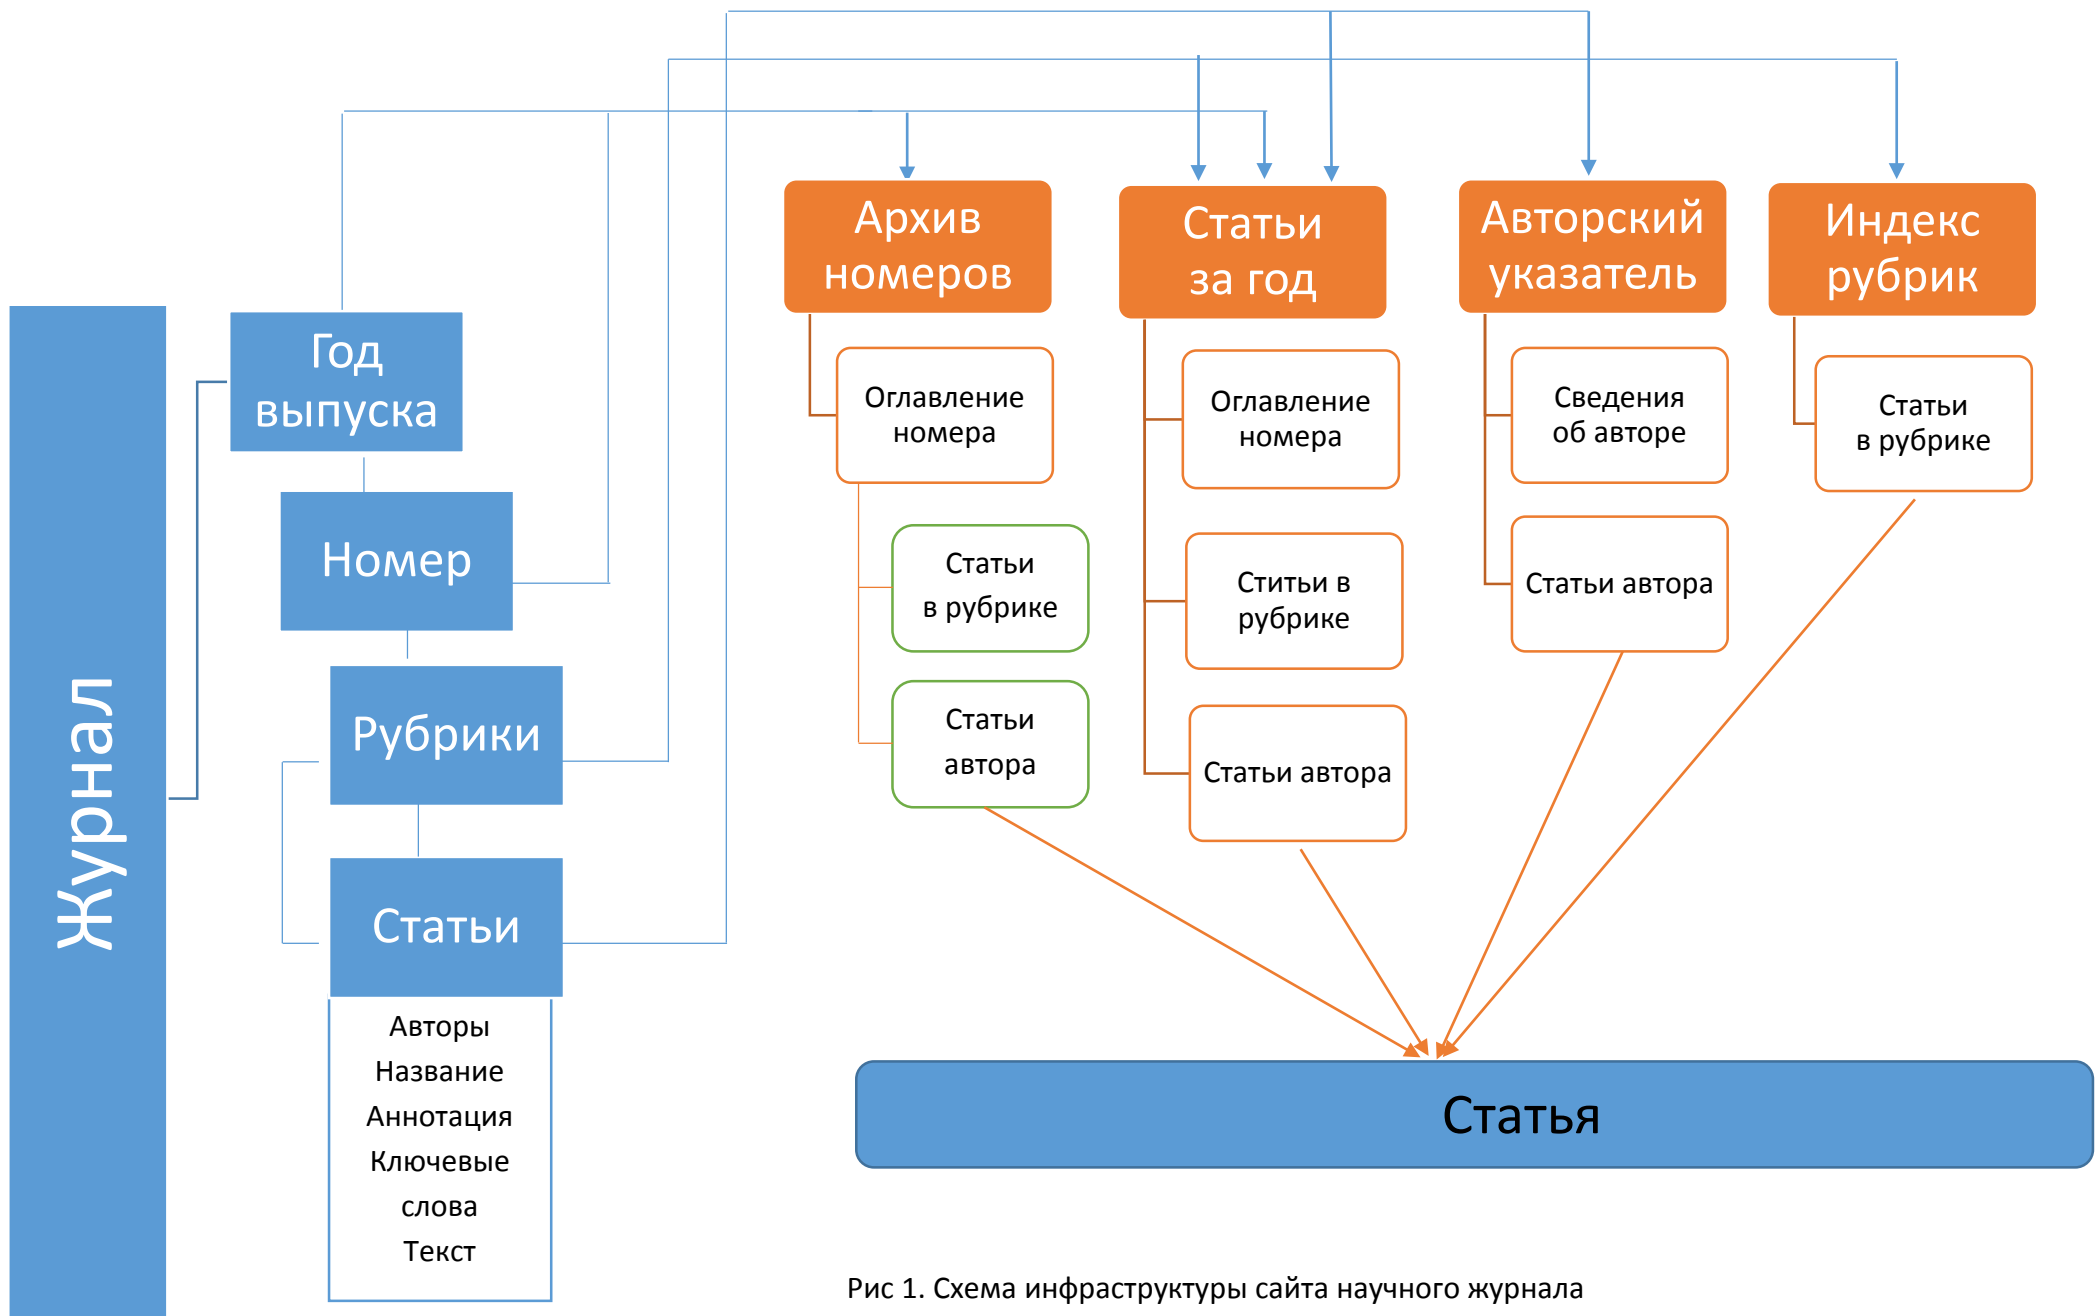 Журнал
Год
выпуска
Номер
Рубрики
Статьи
Авторы
Название
Аннотация
Ключевые
слова
Текст
Архив
номеров
Оглавление
номера
Статьи
в рубрике
Статьи
автора
Статьи
за год
Оглавление
номера
Ститьи в
рубрике
Статьи автора
Авторский
указатель
Сведения
об авторе
Статьи автора
Индекс
рубрик
Статьи
в рубрике
Статья
Рис 1. Схема инфраструктуры сайта научного журнала